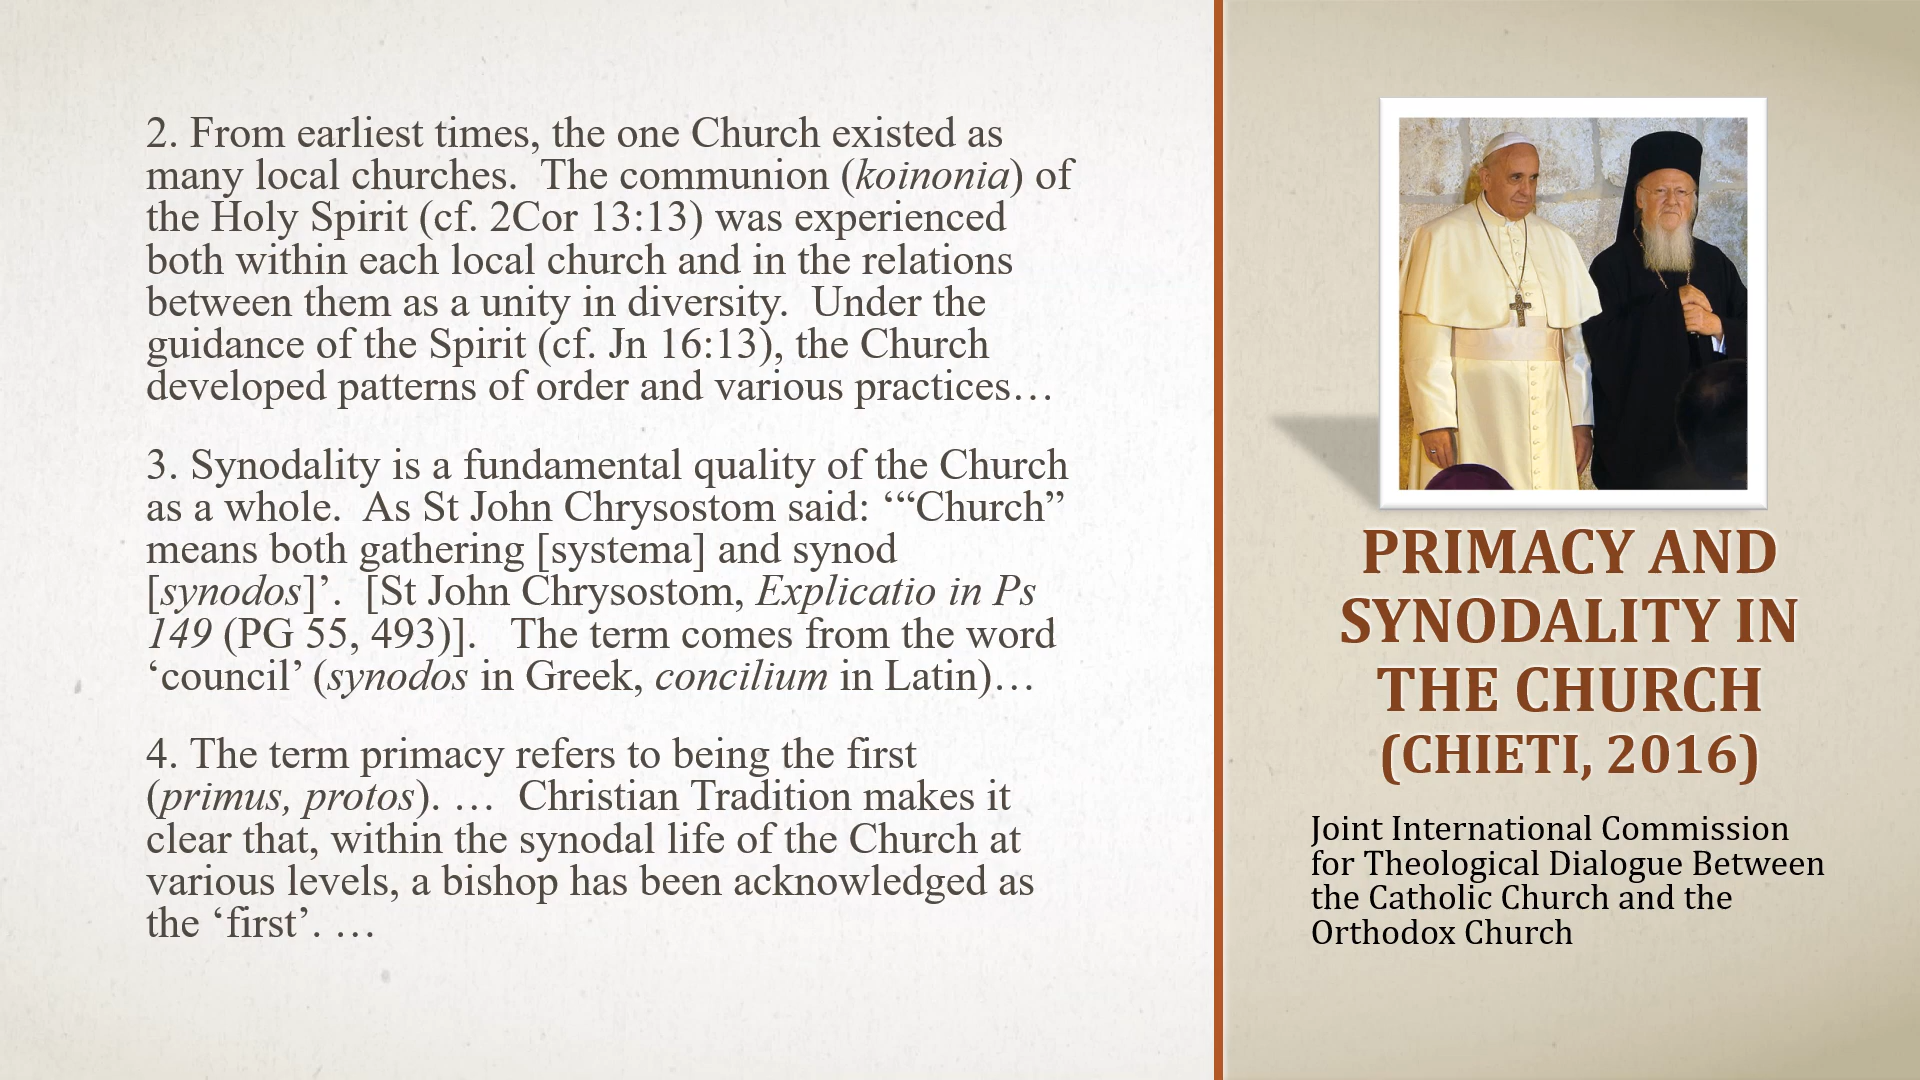 2. From earliest times, the one Church existed as
many local churches.  The communion (koinonia) of
the Holy Spirit (cf. 2Cor 13:13) was experienced
both within each local church and in the relations
between them as a unity in diversity.  Under the
guidance of the Spirit (cf. Jn 16:13), the Church
developed patterns of order and various practices…
3. Synodality is a fundamental quality of the Church
as a whole.  As St John Chrysostom said: ‘“Church”
means both gathering [systema] and synod
[synodos]’.  [St John Chrysostom, Explicatio in Ps
149 (PG 55, 493)].   The term comes from the word
‘council’ (synodos in Greek, concilium in Latin)…
4. The term primacy refers to being the first
(primus, protos). …  Christian Tradition makes it
clear that, within the synodal life of the Church at
various levels, a bishop has been acknowledged as
the ‘first’. …
PRIMACY AND
SYNODALITY IN
THE CHURCH
(CHIETI, 2016)
Joint International Commission
for Theological Dialogue Between
the Catholic Church and the
Orthodox Church